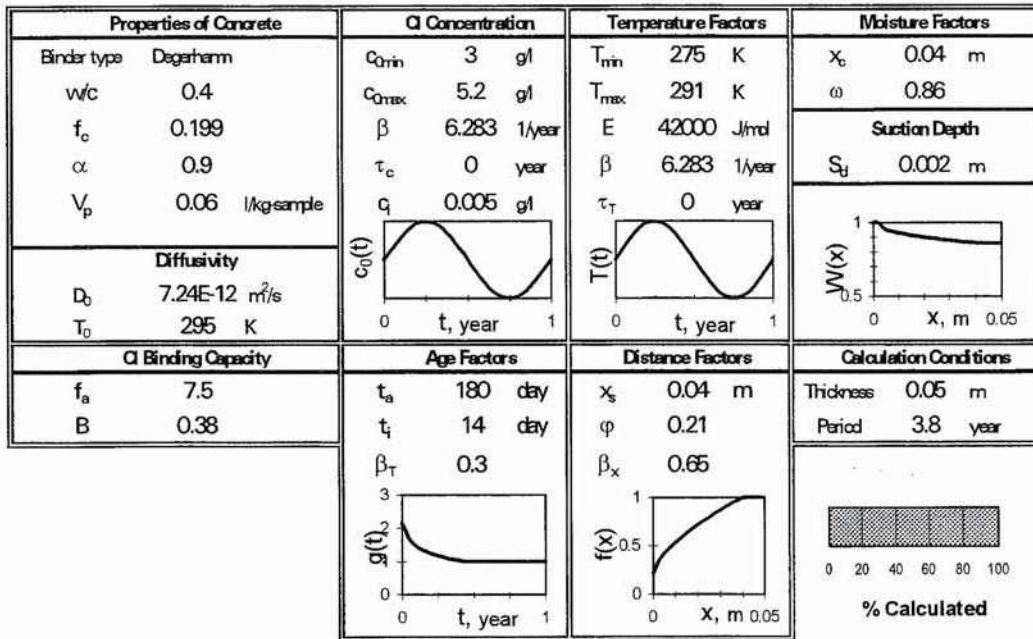 Properties of Concrete
Binder type Degerhamn
w/c 0.4
f_c 0.199
α 0.9
V_p 0.06 l/kg-sample
Diffusivity
D_0 7.24E-12 m²/s
T_0 295 K
Cl Binding Capacity
f_a 7.5
B 0.38
Cl Concentration
c_0min 3 g/l
c_0max 5.2 g/l
β 6.283 1/year
τ_c 0 year
c_i 0.005 g/l
c_0(t)
0 1
t, year
Age Factors
t_a 180 day
t_i 14 day
β_T 0.3
3
2
1
0
g(t)
0 1
t, year
Temperature Factors
T_min 275 K
T_max 291 K
E 42000 J/mol
β 6.283 1/year
τ_T 0 year
T(t)
0 1
t, year
Distance Factors
x_s 0.04 m
φ 0.21
β_x 0.65
1
0.5
0
f(x)
0 0.05
x, m
Moisture Factors
x_c 0.04 m
ω 0.86
Suction Depth
S_d 0.002 m
1
0.5
W(x)
0 0.05
x, m
Calculation Conditions
Thickness 0.05 m
Period 3.8 year
0 20 40 60 80 100
% Calculated